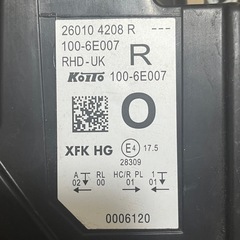 26010 4208 R
100-6E007
RHD-UK
R
KOITO 100-6E007
O
XFK HG E4 17.5
28309
A RL HC/R PL 1
02 00 01 01
0006120